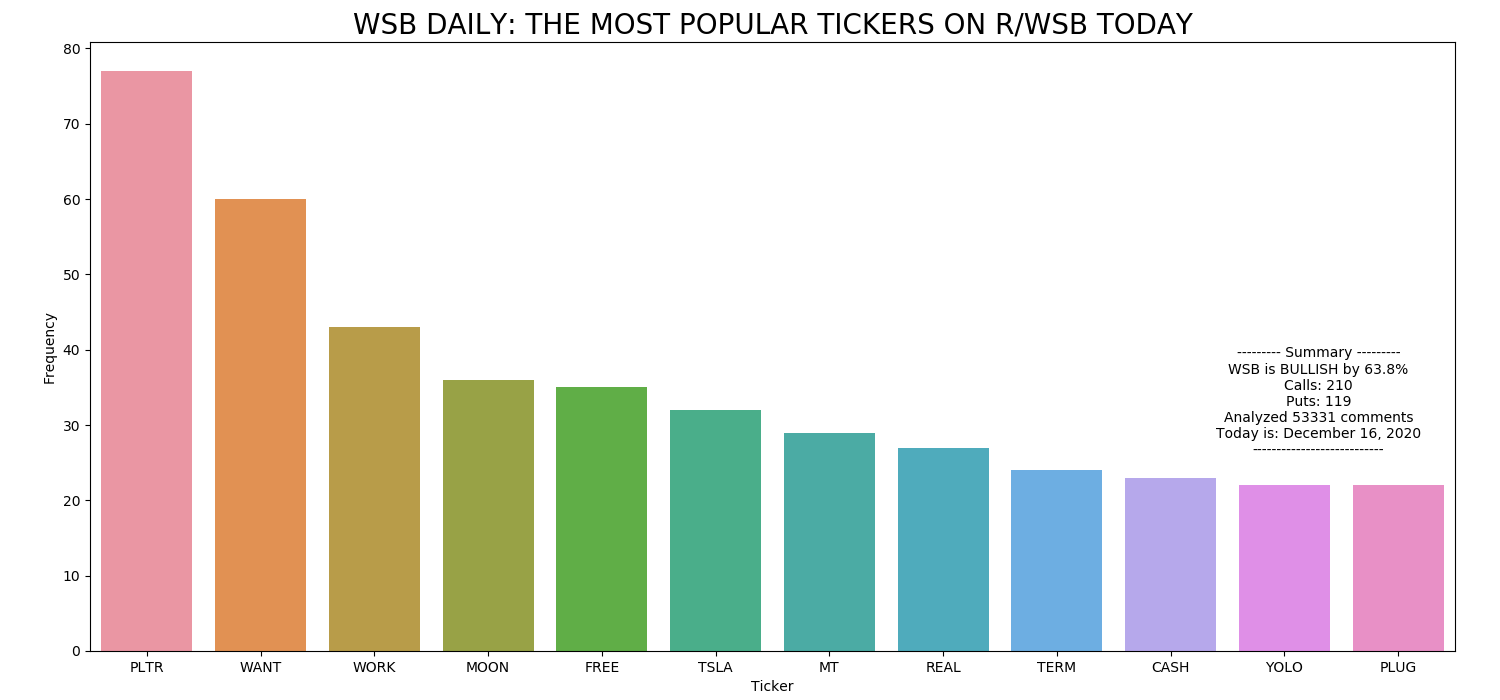 WSB DAILY: THE MOST POPULAR TICKERS ON R/WSB TODAY
80
70
60
50
40
30
20
10
0
Frequency
--------- Summary ---------
WSB is BULLISH by 63.8%
Calls: 210
Puts: 119
Analyzed 53331 comments
Today is: December 16, 2020
---------------------------
PLTR WANT WORK MOON FREE TSLA MT REAL TERM CASH YOLO PLUG
Ticker